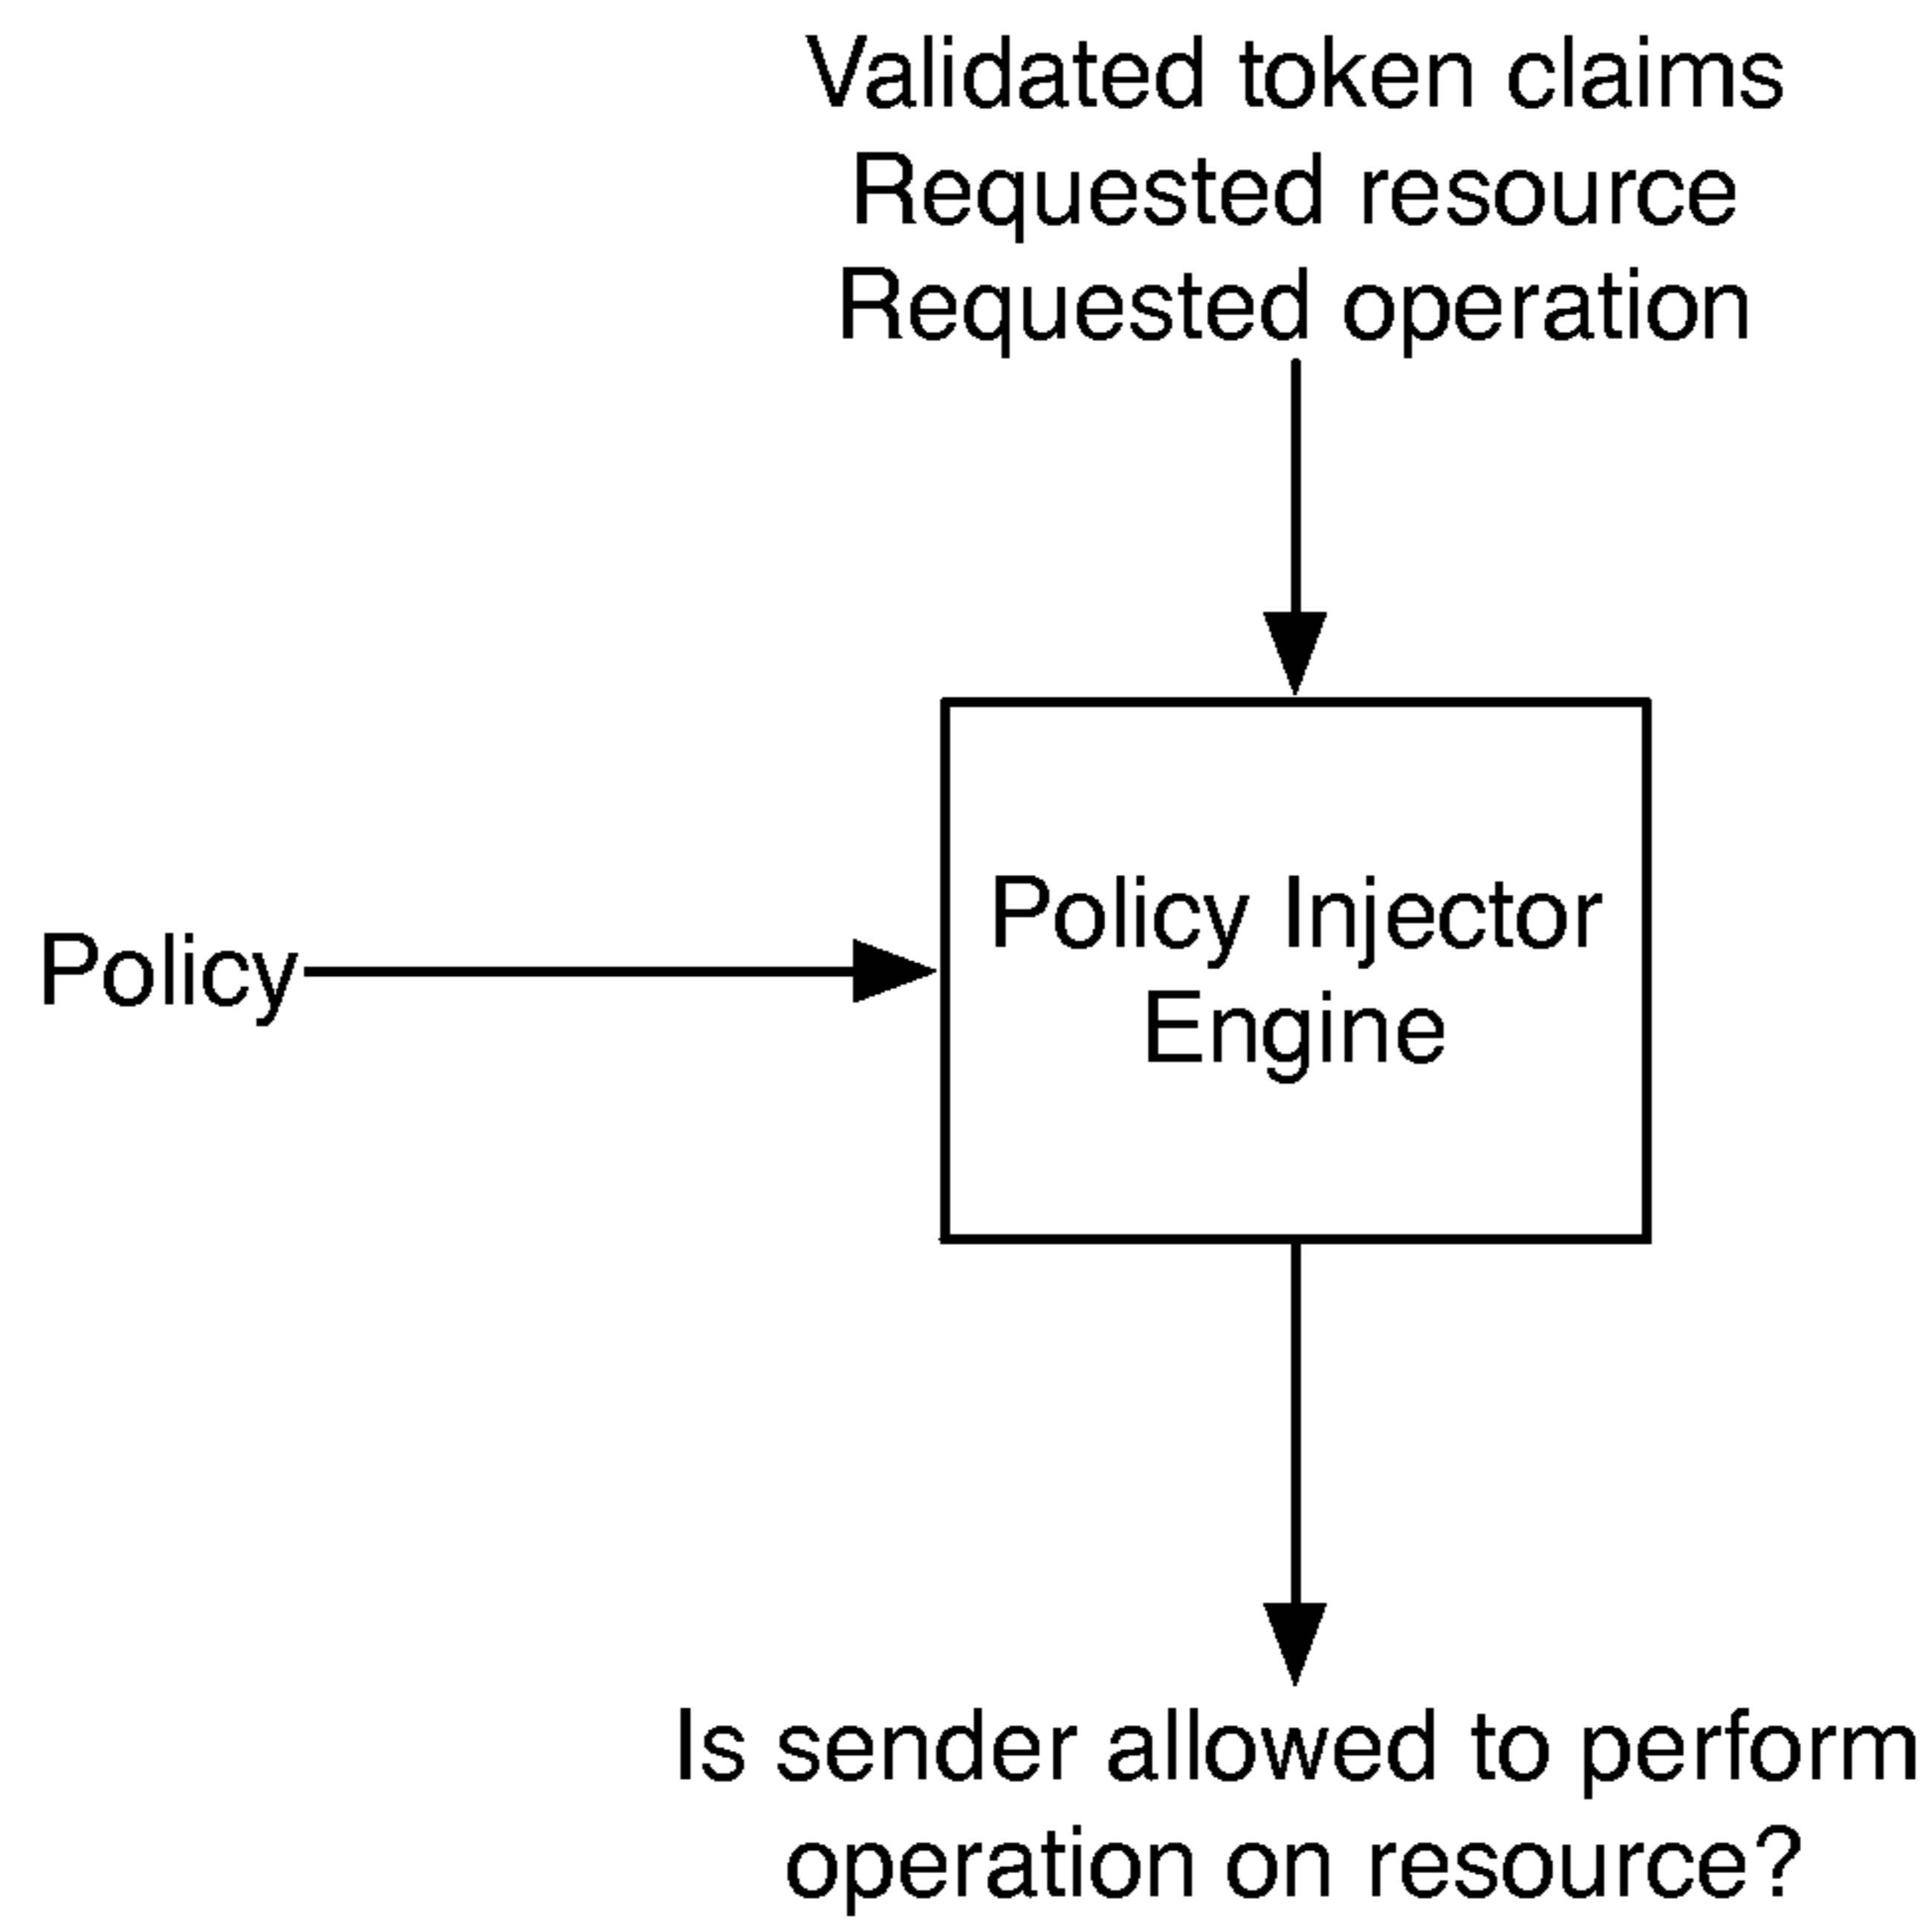 Validated token claims
Requested resource
Requested operation
Policy Injector
Engine
Policy
Is sender allowed to perform
operation on resource?